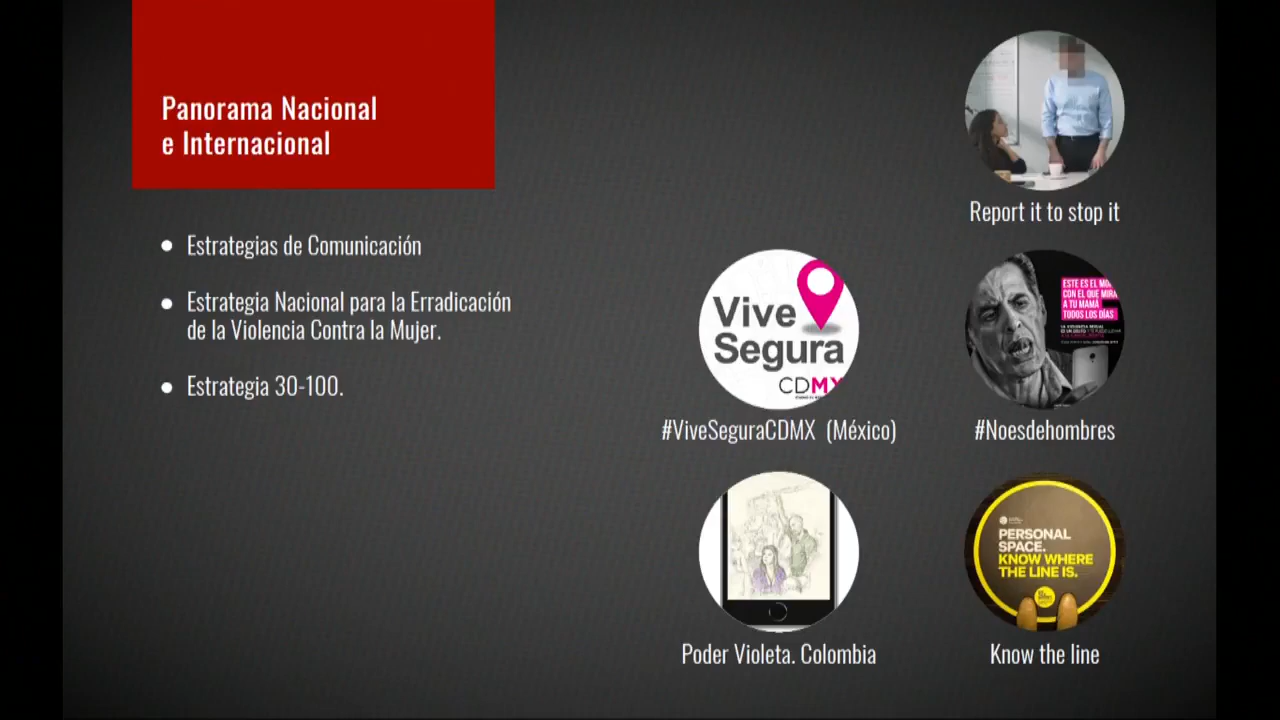 Panorama Nacional
e Internacional
● Estrategias de Comunicación
● Estrategia Nacional para la Erradicación
de la Violencia Contra la Mujer.
● Estrategia 30-100.
Report it to stop it
Vive
Segura
CDMX
#ViveSeguraCDMX (México)
ESTE ES EL
CON EL QUE MIRA
A TU MAMÁ
TODOS LOS DÍAS
#Noesdehombres
Poder Violeta. Colombia
PERSONAL
SPACE.
KNOW WHERE
THE LINE IS.
Know the line